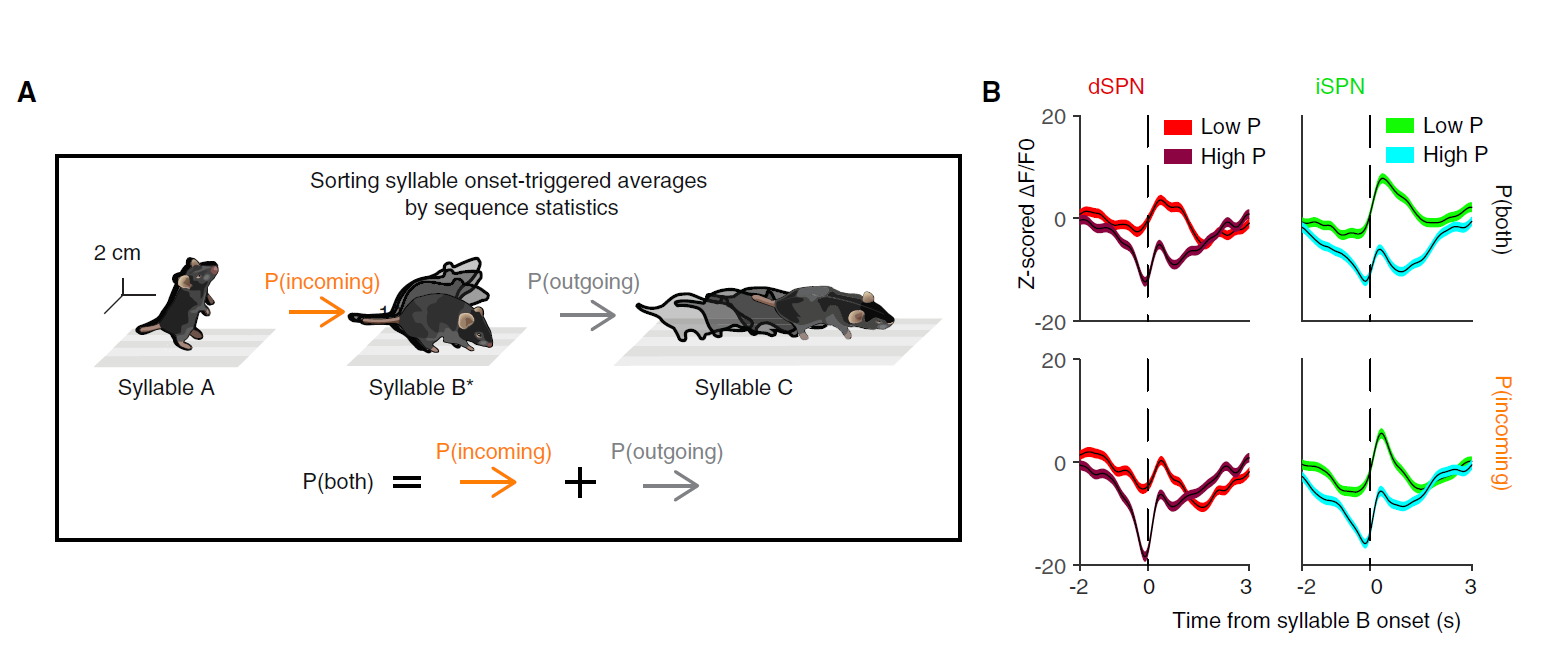 A
Sorting syllable onset-triggered averages
by sequence statistics
2 cm
P(incoming)
P(outgoing)
Syllable A
Syllable B*
Syllable C
P(both) = P(incoming) + P(outgoing)
B
dSPN
iSPN
Low P
High P
Low P
High P
Z-scored ΔF/F0
20
0
-20
P(both)
20
0
-20
P(incoming)
-2 0 3
-2 0 3
Time from syllable B onset (s)